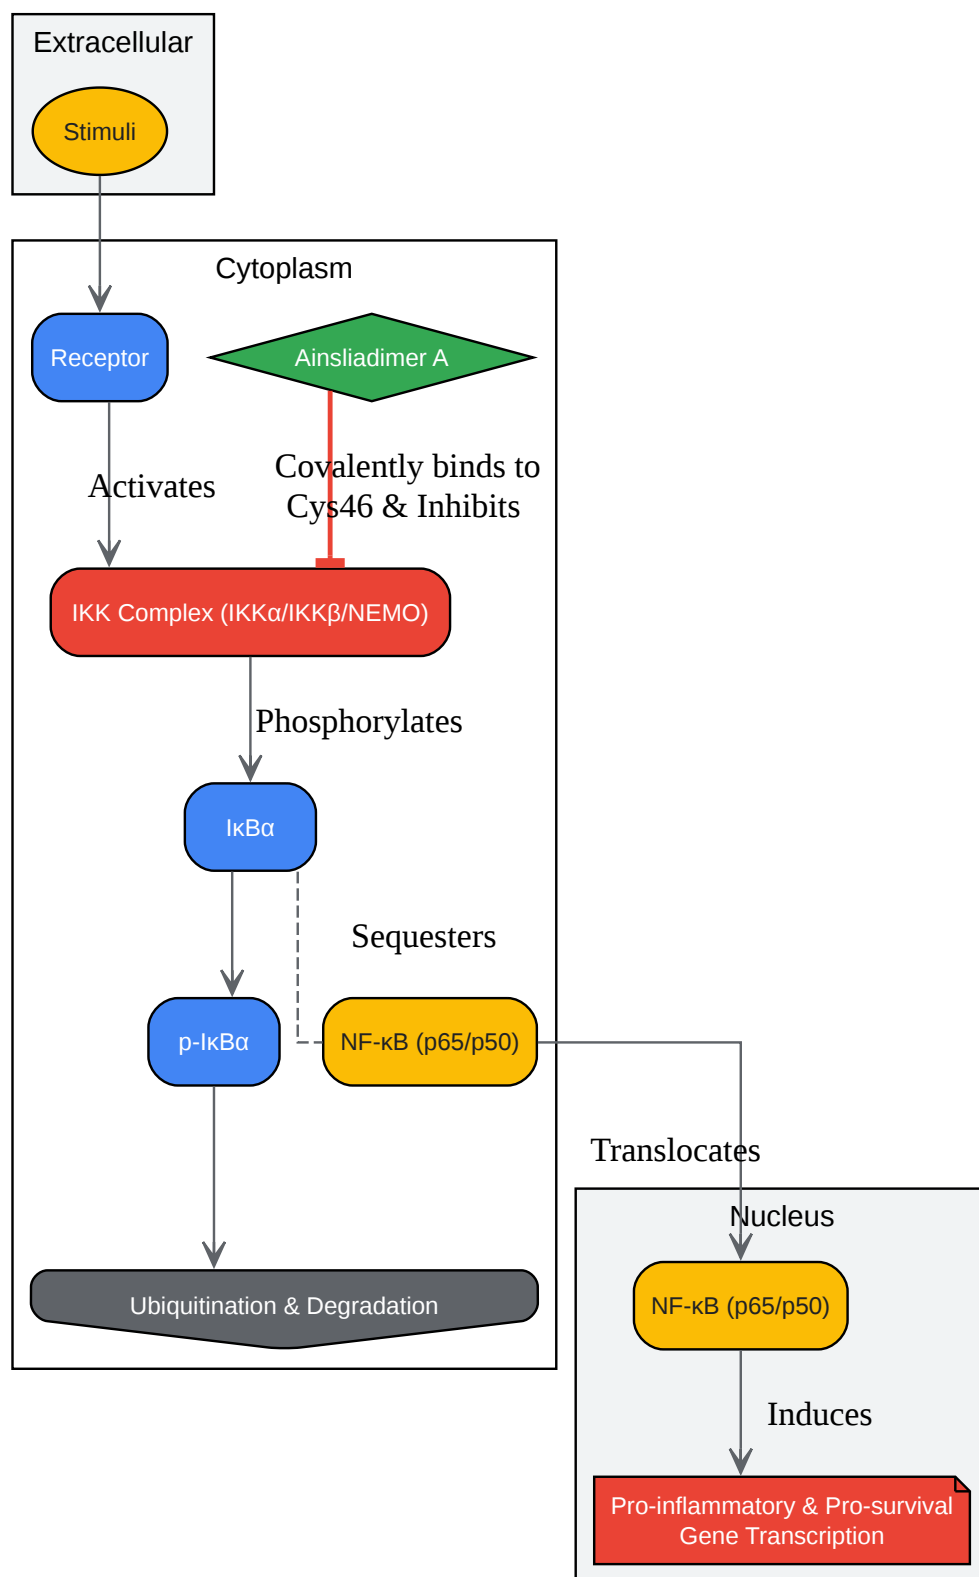 Extracellular
Stimuli
Cytoplasm
Receptor
Ainsliadimer A
Activates
Covalently binds to
Cys46 & Inhibits
IKK Complex (IKKα/IKKβ/NEMO)
Phosphorylates
IκBα
Sequesters
p-IκBα
NF-κB (p65/p50)
Translocates
Nucleus
Ubiquitination & Degradation
NF-κB (p65/p50)
Induces
Pro-inflammatory & Pro-survival
Gene Transcription